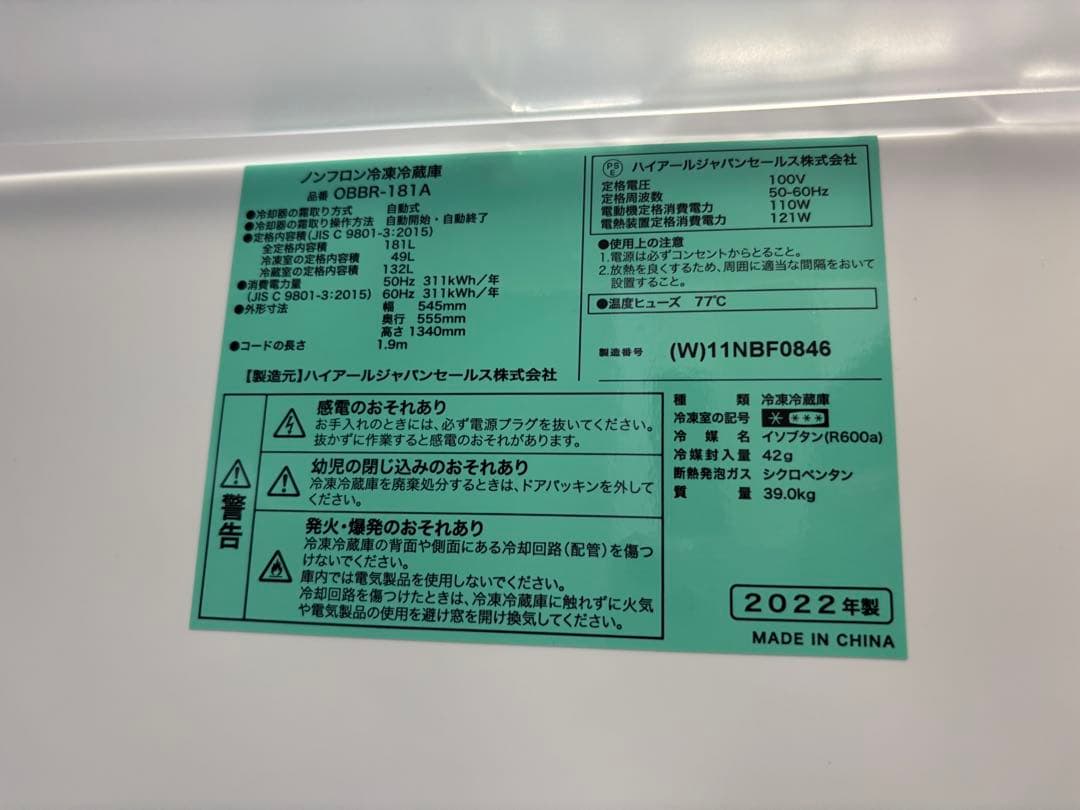 ノンフロン冷凍冷蔵庫
品番 OBBR-181A
●冷却器の霜取り方式 自動式
●冷却器の霜取り操作方法 自動開始・自動終了
●定格内容積(JIS C 9801-3:2015)
全定格内容積 181L
冷凍室の定格内容積 49L
冷蔵室の定格内容積 132L
●消費電力量 50Hz 311kWh/年
(JIS C 9801-3:2015) 60Hz 311kWh/年
●外形寸法 幅 545mm
奥行 555mm
高さ 1340mm
●コードの長さ 1.9m
【製造元】ハイアールジャパンセールス株式会社
PS E ハイアールジャパンセールス株式会社
定格電圧 100V
定格周波数 50-60Hz
電動機定格消費電力 110W
電熱装置定格消費電力 121W
●使用上の注意
1.電源は必ずコンセントからとること。
2.放熱を良くするため、周囲に適当な間隔をおいて
設置すること。
●温度ヒューズ 77℃
製造番号 (W)11NBF0846
警告
感電のおそれあり
お手入れのときには、必ず電源プラグを抜いてください。
抜かずに作業すると感電のおそれがあります。
幼児の閉じ込みのおそれあり
冷凍冷蔵庫を廃棄処分するときは、ドアパッキンを外して
ください。
発火・爆発のおそれあり
冷凍冷蔵庫の背面や側面にある冷却回路(配管)を傷つ
けないでください。
庫内では電気製品を使用しないでください。
冷却回路を傷つけたときは、冷凍冷蔵庫に触れずに火気
や電気製品の使用を避け窓を開け換気してください。
種類 冷凍冷蔵庫
冷凍室の記号
冷媒名 イソブタン(R600a)
冷媒封入量 42g
断熱発泡ガス シクロペンタン
質量 39.0kg
2022年製
MADE IN CHINA